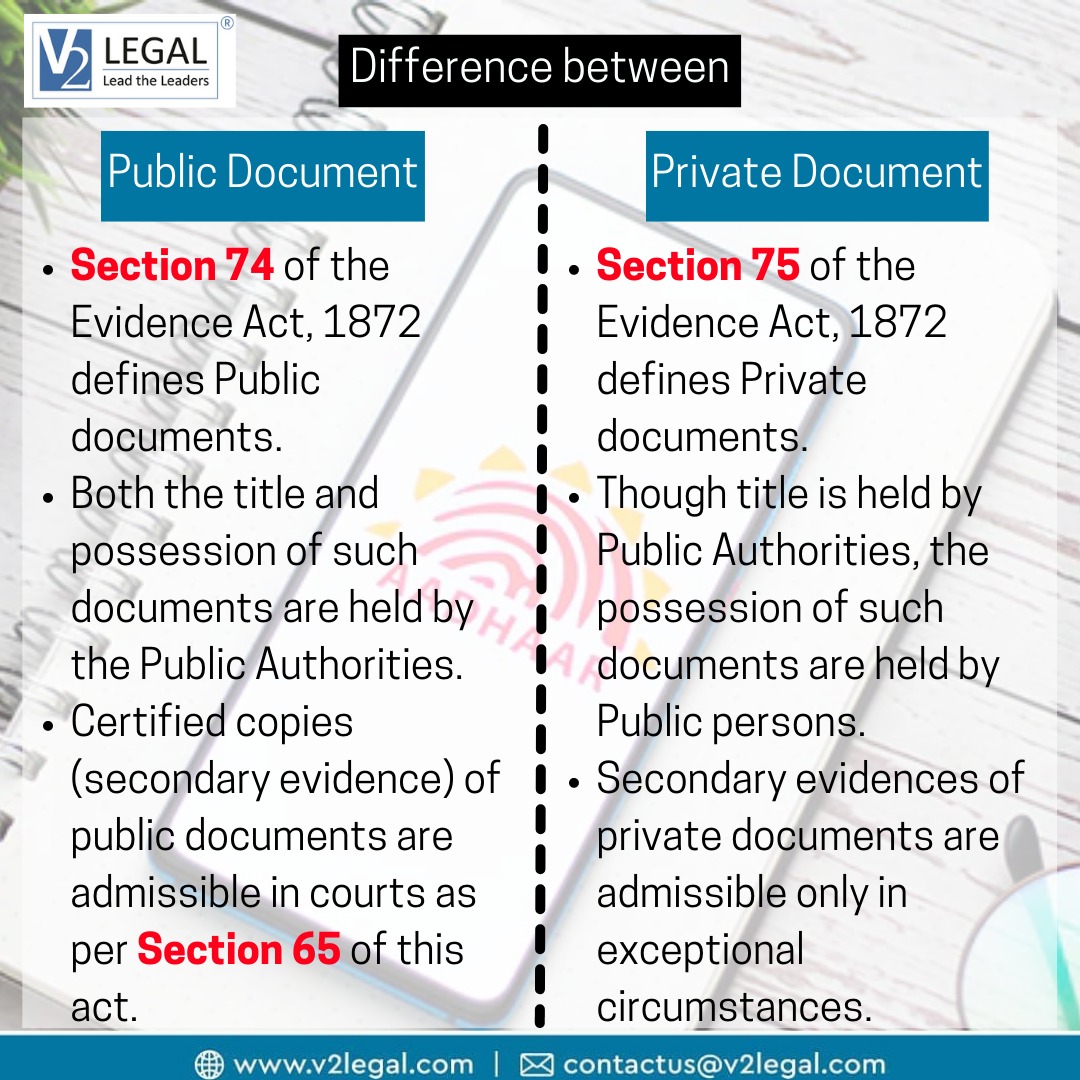 V2 LEGAL ®
Lead the Leaders
Difference between
Public Document
• Section 74 of the
Evidence Act, 1872
defines Public
documents.
• Both the title and
possession of such
documents are held by
the Public Authorities.
• Certified copies
(secondary evidence) of
public documents are
admissible in courts as
per Section 65 of this
act.
Private Document
• Section 75 of the
Evidence Act, 1872
defines Private
documents.
• Though title is held by
Public Authorities, the
possession of such
documents are held by
Public persons.
• Secondary evidences of
private documents are
admissible only in
exceptional
circumstances.
AADHAAR
www.v2legal.com | contactus@v2legal.com